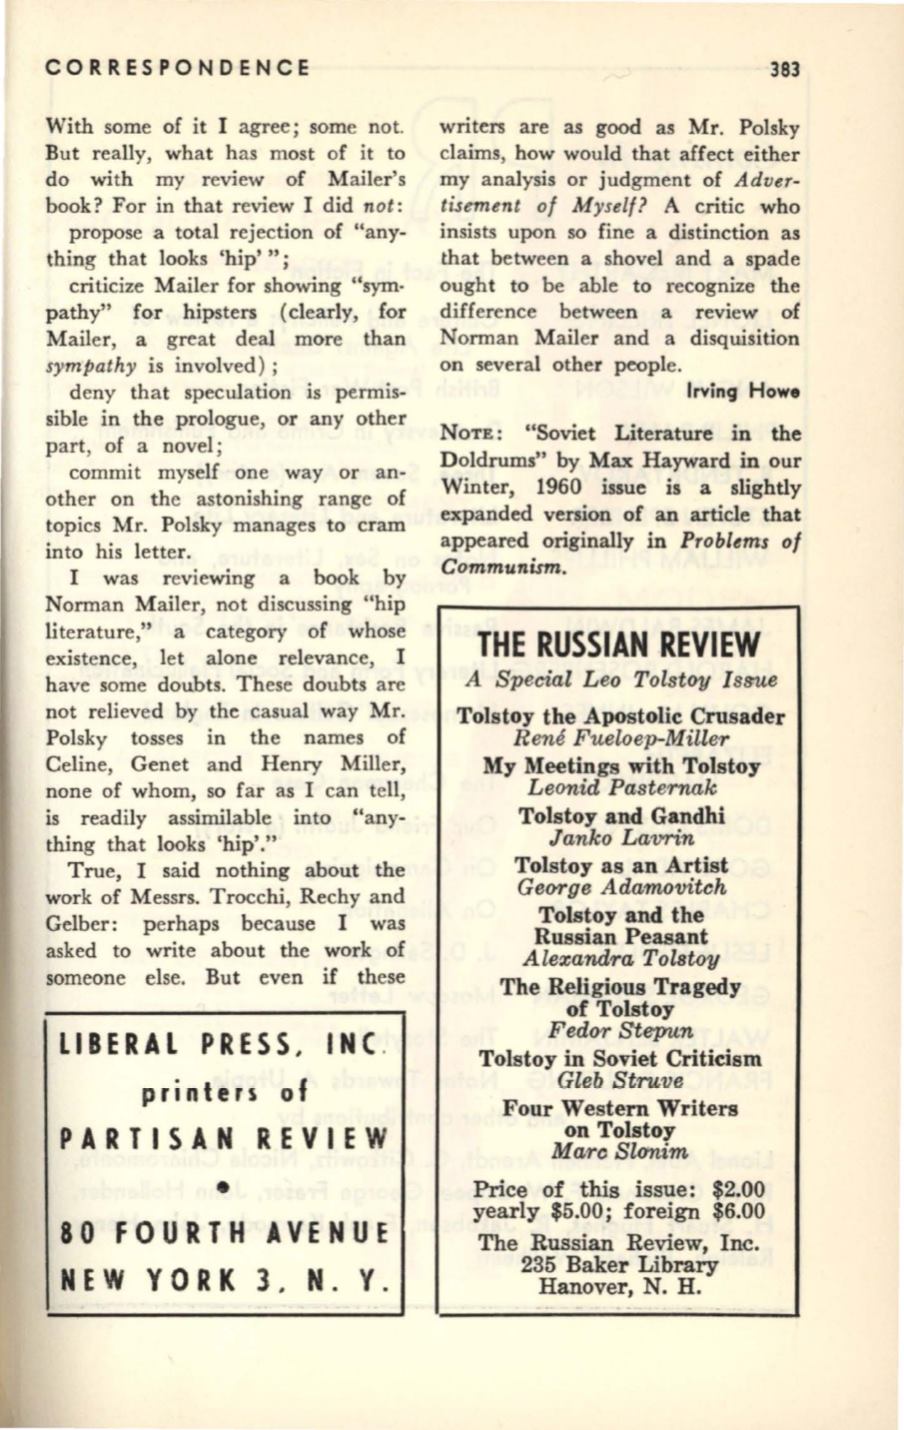 CORRESPONDENCE
383
With some of it I agree; some not.
But really, what has most of it to
do with my review of Mailer's
book? For in that review I did not:
propose a total rejection of "any-
thing that looks 'hip' ";
criticize Mailer for showing "sym-
pathy" for hipsters (clearly, for
Mailer, a great deal more than
sympathy is involved) ;
deny that speculation is permis-
sible in the prologue, or any other
part, of a novel;
commit myself one way or an-
other on the astonishing range of
topics Mr. Polsky manages to cram
into his letter.
I was reviewing a book by
Norman Mailer, not discussing "hip
literature," a category of whose
existence, let alone relevance, I
have some doubts. These doubts are
not relieved by the casual way Mr.
Polsky tosses in the names of
Celine, Genet and Henry Miller,
none of whom, so far as I can tell,
is readily assimilable into "any-
thing that looks 'hip'."
True, I said nothing about the
work of Messrs. Trocchi, Rechy and
Gelber: perhaps because I was
asked to write about the work of
someone else. But even if these
LIBERAL PRESS, INC.
printers of
PARTISAN REVIEW
•
80 FOURTH AVENUE
NEW YORK 3, N. Y.
writers are as good as Mr. Polsky
claims, how would that affect either
my analysis or judgment of Adver-
tisement of Myself? A critic who
insists upon so fine a distinction as
that between a shovel and a spade
ought to be able to recognize the
difference between a review of
Norman Mailer and a disquisition
on several other people.
Irving Howe
NOTE: "Soviet Literature in the
Doldrums" by Max Hayward in our
Winter, 1960 issue is a slightly
expanded version of an article that
appeared originally in Problems of
Communism.
THE RUSSIAN REVIEW
A Special Leo Tolstoy Issue
Tolstoy the Apostolic Crusader
René Fueloep-Miller
My Meetings with Tolstoy
Leonid Pasternak
Tolstoy and Gandhi
Janko Lavrin
Tolstoy as an Artist
George Adamovitch
Tolstoy and the
Russian Peasant
Alexandra Tolstoy
The Religious Tragedy
of Tolstoy
Fedor Stepun
Tolstoy in Soviet Criticism
Gleb Struve
Four Western Writers
on Tolstoy
Marc Slonim
Price of this issue: $2.00
yearly $5.00; foreign $6.00
The Russian Review, Inc.
235 Baker Library
Hanover, N. H.